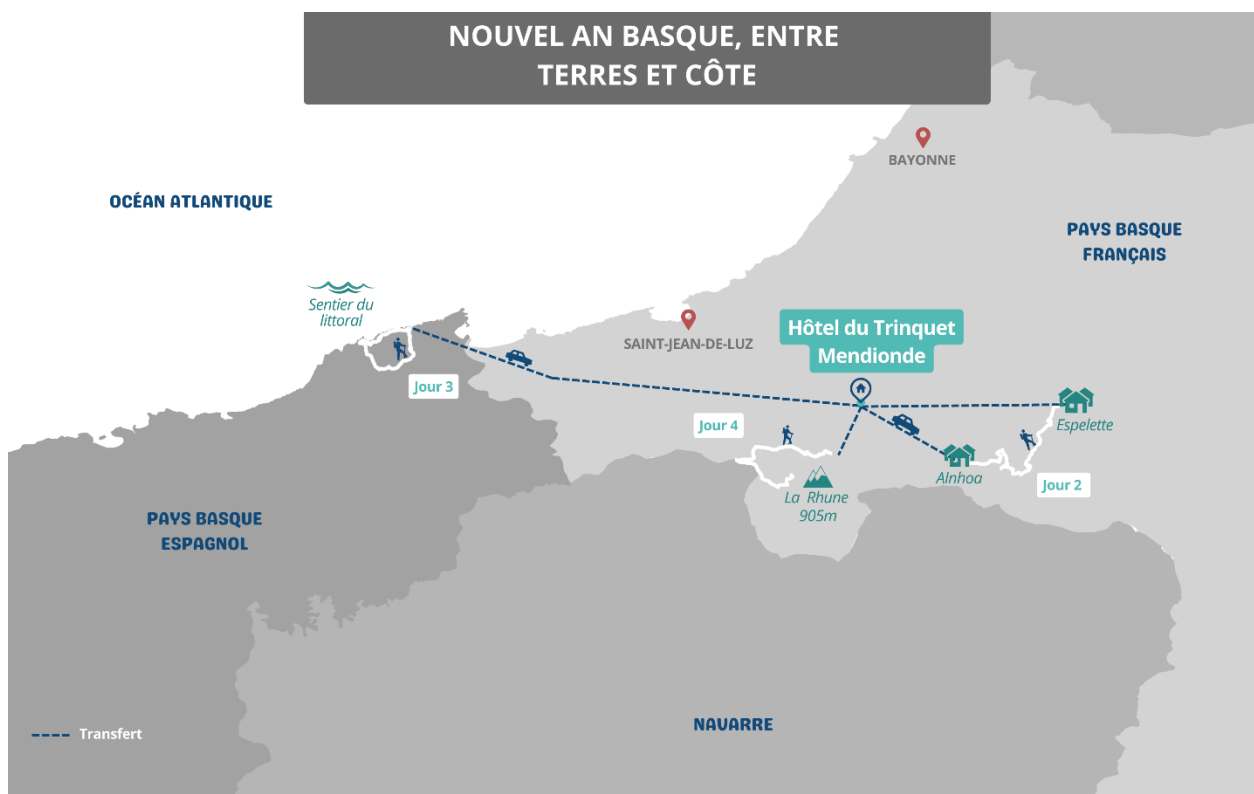 NOUVEL AN BASQUE, ENTRE
TERRES ET CÔTE
BAYONNE
OCÉAN ATLANTIQUE
PAYS BASQUE
FRANÇAIS
Sentier du
littoral
SAINT-JEAN-DE-LUZ
Hôtel du Trinquet
Mendionde
Jour 3
Jour 4
Espelette
AInhoa
Jour 2
La Rhune
905m
PAYS BASQUE
ESPAGNOL
NAVARRE
Transfert